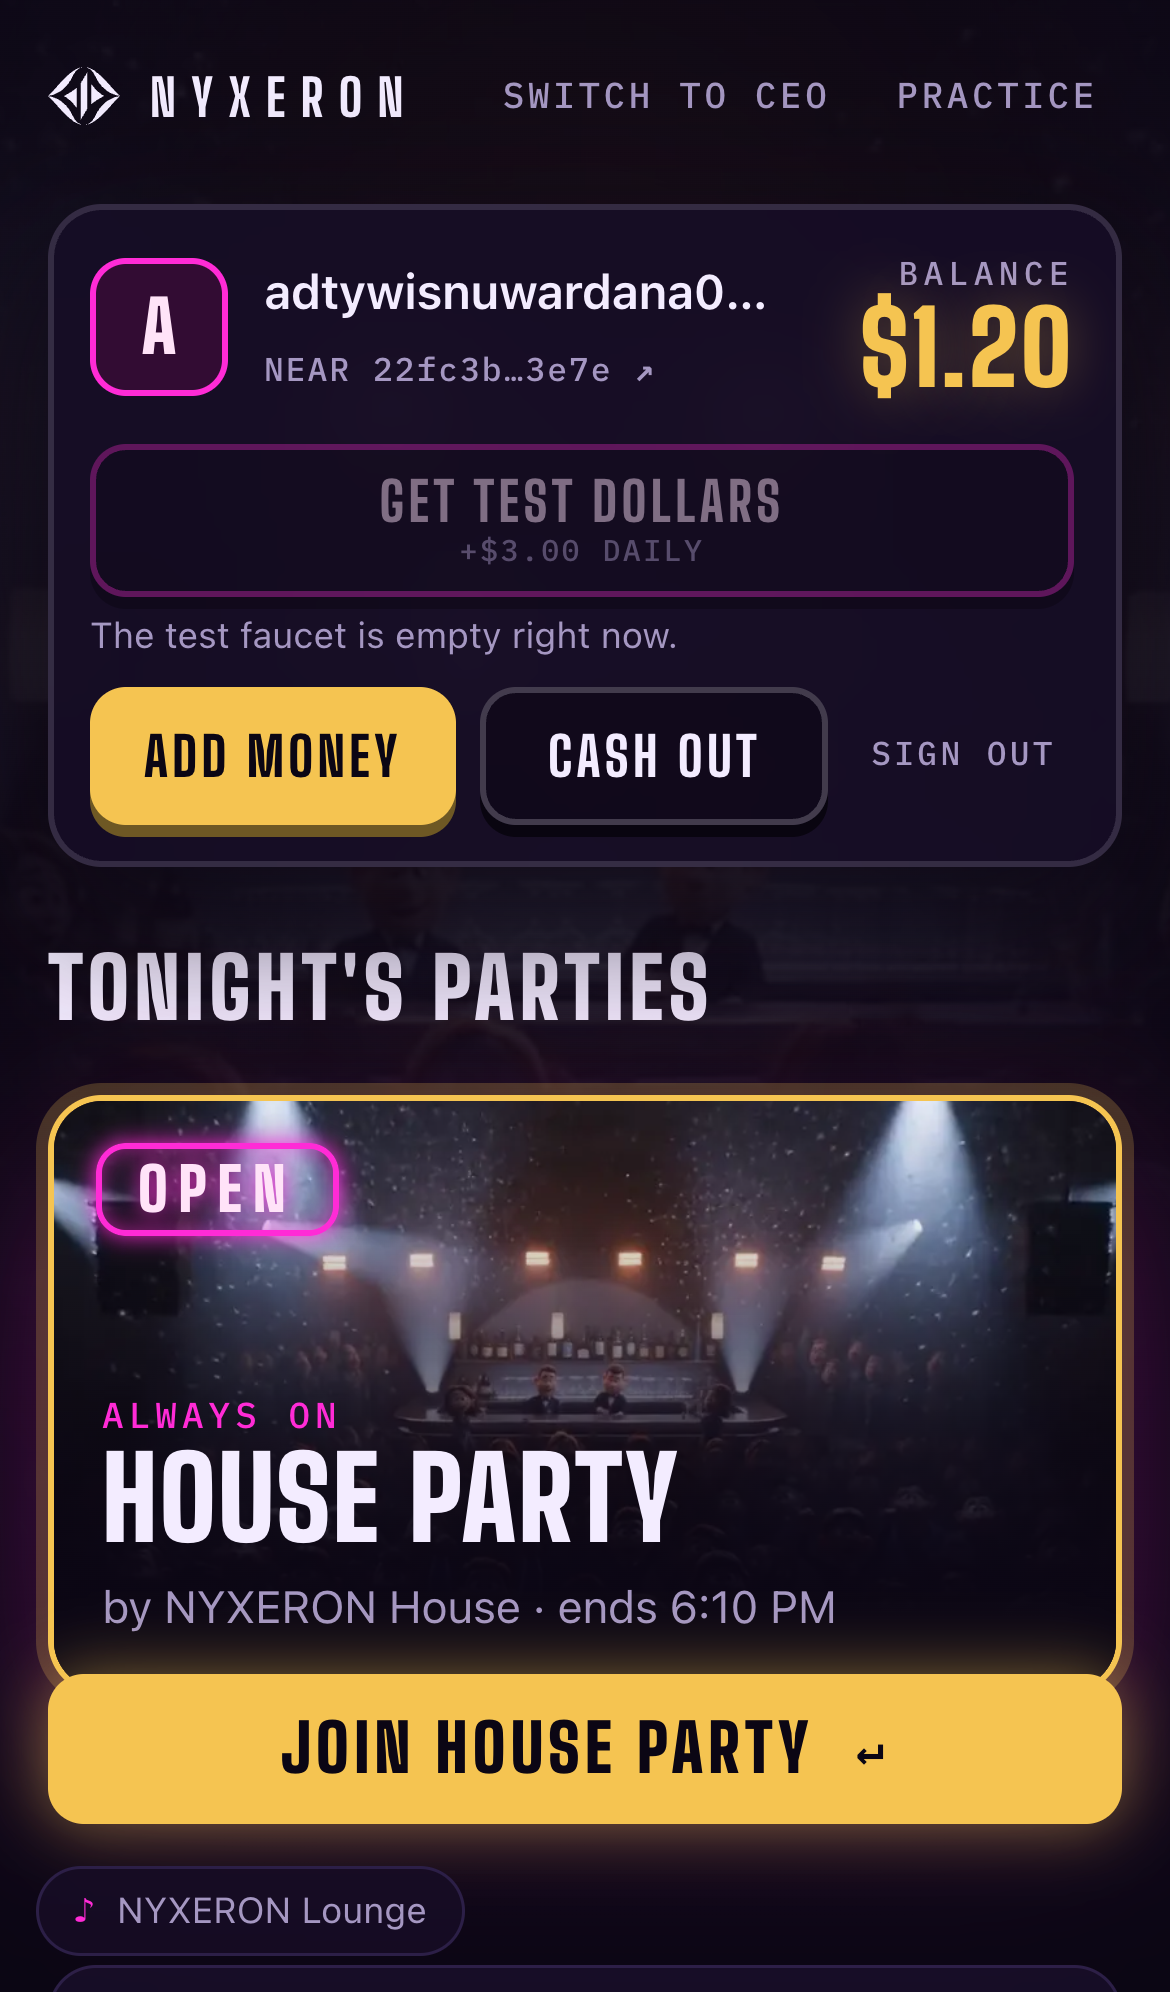 NYXERON
SWITCH TO CEO
PRACTICE
A
adtywisnuwardana0...
NEAR 22fc3b…3e7e ↗
BALANCE
$1.20
GET TEST DOLLARS
+$3.00 DAILY
The test faucet is empty right now.
ADD MONEY
CASH OUT
SIGN OUT
TONIGHT'S PARTIES
OPEN
ALWAYS ON
HOUSE PARTY
by NYXERON House · ends 6:10 PM
JOIN HOUSE PARTY ↵
♪ NYXERON Lounge